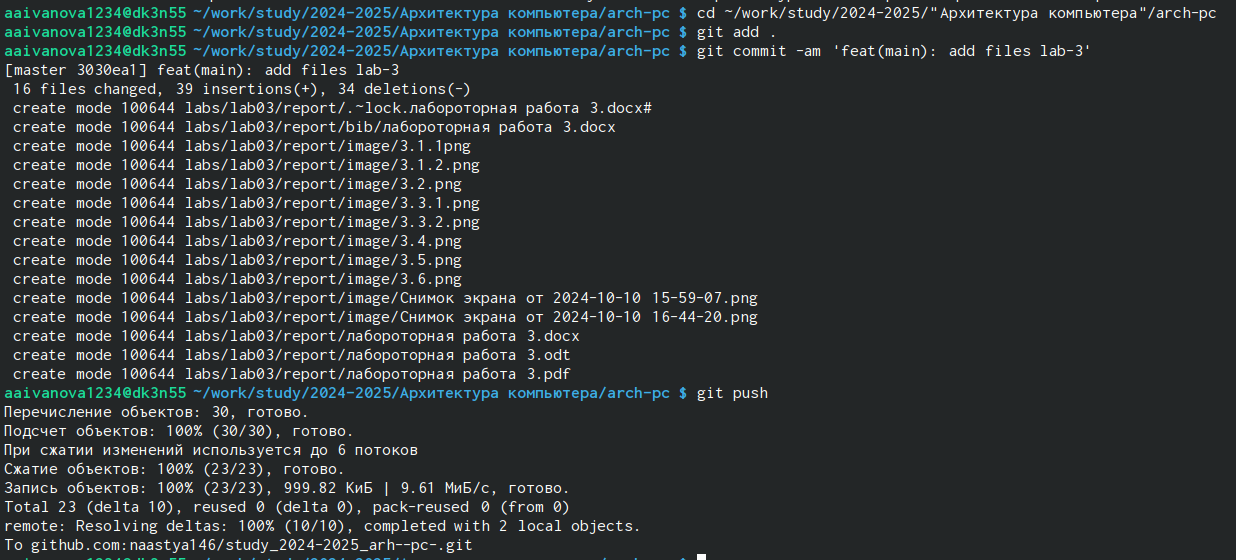 aaivanova1234@dk3n55 ~/work/study/2024-2025/Архитектура компьютера/arch-pc $ cd ~/work/study/2024-2025/"Архитектура компьютера"/arch-pc
aaivanova1234@dk3n55 ~/work/study/2024-2025/Архитектура компьютера/arch-pc $ git add .
aaivanova1234@dk3n55 ~/work/study/2024-2025/Архитектура компьютера/arch-pc $ git commit -am 'feat(main): add files lab-3'
[master 3030ea1] feat(main): add files lab-3
 16 files changed, 39 insertions(+), 34 deletions(-)
 create mode 100644 labs/lab03/report/.~lock.лабороторная работа 3.docx#
 create mode 100644 labs/lab03/report/bib/лабороторная работа 3.docx
 create mode 100644 labs/lab03/report/image/3.1.1png
 create mode 100644 labs/lab03/report/image/3.1.2.png
 create mode 100644 labs/lab03/report/image/3.2.png
 create mode 100644 labs/lab03/report/image/3.3.1.png
 create mode 100644 labs/lab03/report/image/3.3.2.png
 create mode 100644 labs/lab03/report/image/3.4.png
 create mode 100644 labs/lab03/report/image/3.5.png
 create mode 100644 labs/lab03/report/image/3.6.png
 create mode 100644 labs/lab03/report/image/Снимок экрана от 2024-10-10 15-59-07.png
 create mode 100644 labs/lab03/report/image/Снимок экрана от 2024-10-10 16-44-20.png
 create mode 100644 labs/lab03/report/лабороторная работа 3.docx
 create mode 100644 labs/lab03/report/лабороторная работа 3.odt
 create mode 100644 labs/lab03/report/лабороторная работа 3.pdf
aaivanova1234@dk3n55 ~/work/study/2024-2025/Архитектура компьютера/arch-pc $ git push
Перечисление объектов: 30, готово.
Подсчет объектов: 100% (30/30), готово.
При сжатии изменений используется до 6 потоков
Сжатие объектов: 100% (23/23), готово.
Запись объектов: 100% (23/23), 999.82 КиБ | 9.61 МиБ/с, готово.
Total 23 (delta 10), reused 0 (delta 0), pack-reused 0 (from 0)
remote: Resolving deltas: 100% (10/10), completed with 2 local objects.
To github.com:naastya146/study_2024-2025_arh--pc-.git